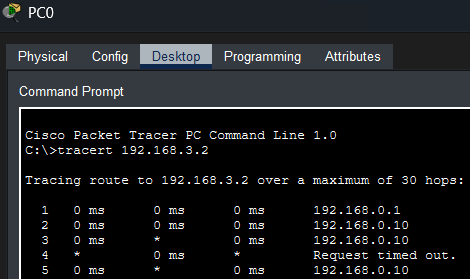 PC0
Physical Config Desktop Programming Attributes
Command Prompt
Cisco Packet Tracer PC Command Line 1.0
C:\>tracert 192.168.3.2
Tracing route to 192.168.3.2 over a maximum of 30 hops:
1 0 ms 0 ms 0 ms 192.168.0.1
2 0 ms 0 ms 0 ms 192.168.0.10
3 0 ms * 0 ms 192.168.0.10
4 * 0 ms * Request timed out.
5 0 ms * 0 ms 192.168.0.10